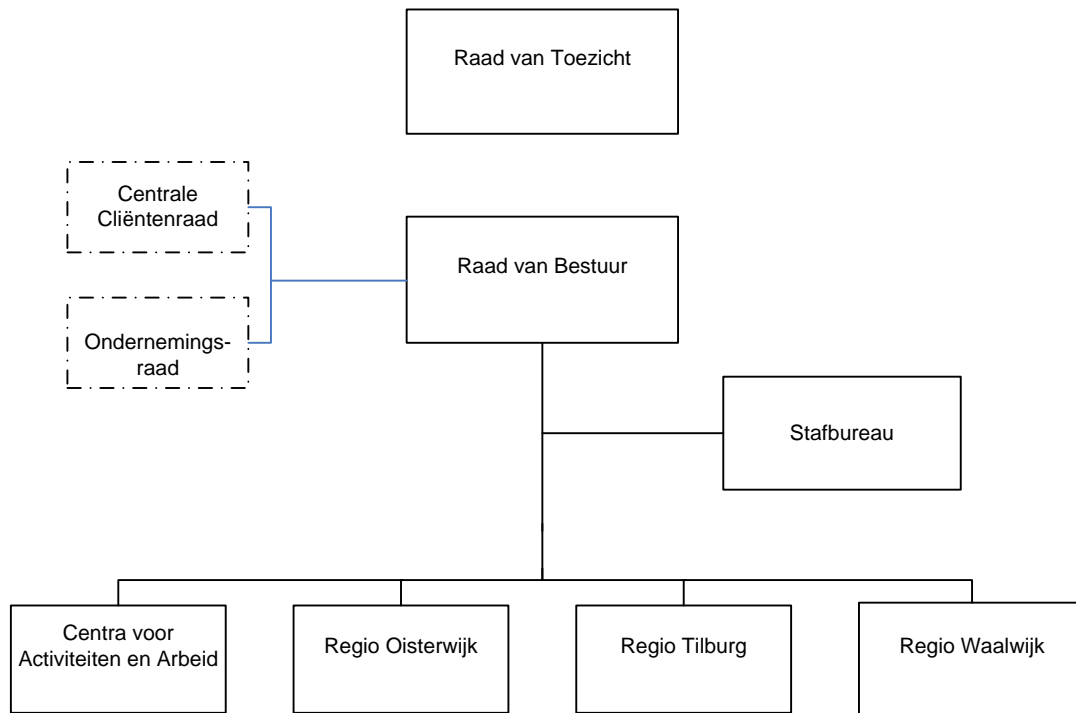 Raad van Toezicht
Centrale
Cliëntenraad
Raad van Bestuur
Ondernemings-
raad
Stafbureau
Centra voor
Activiteiten en Arbeid
Regio Oisterwijk
Regio Tilburg
Regio Waalwijk